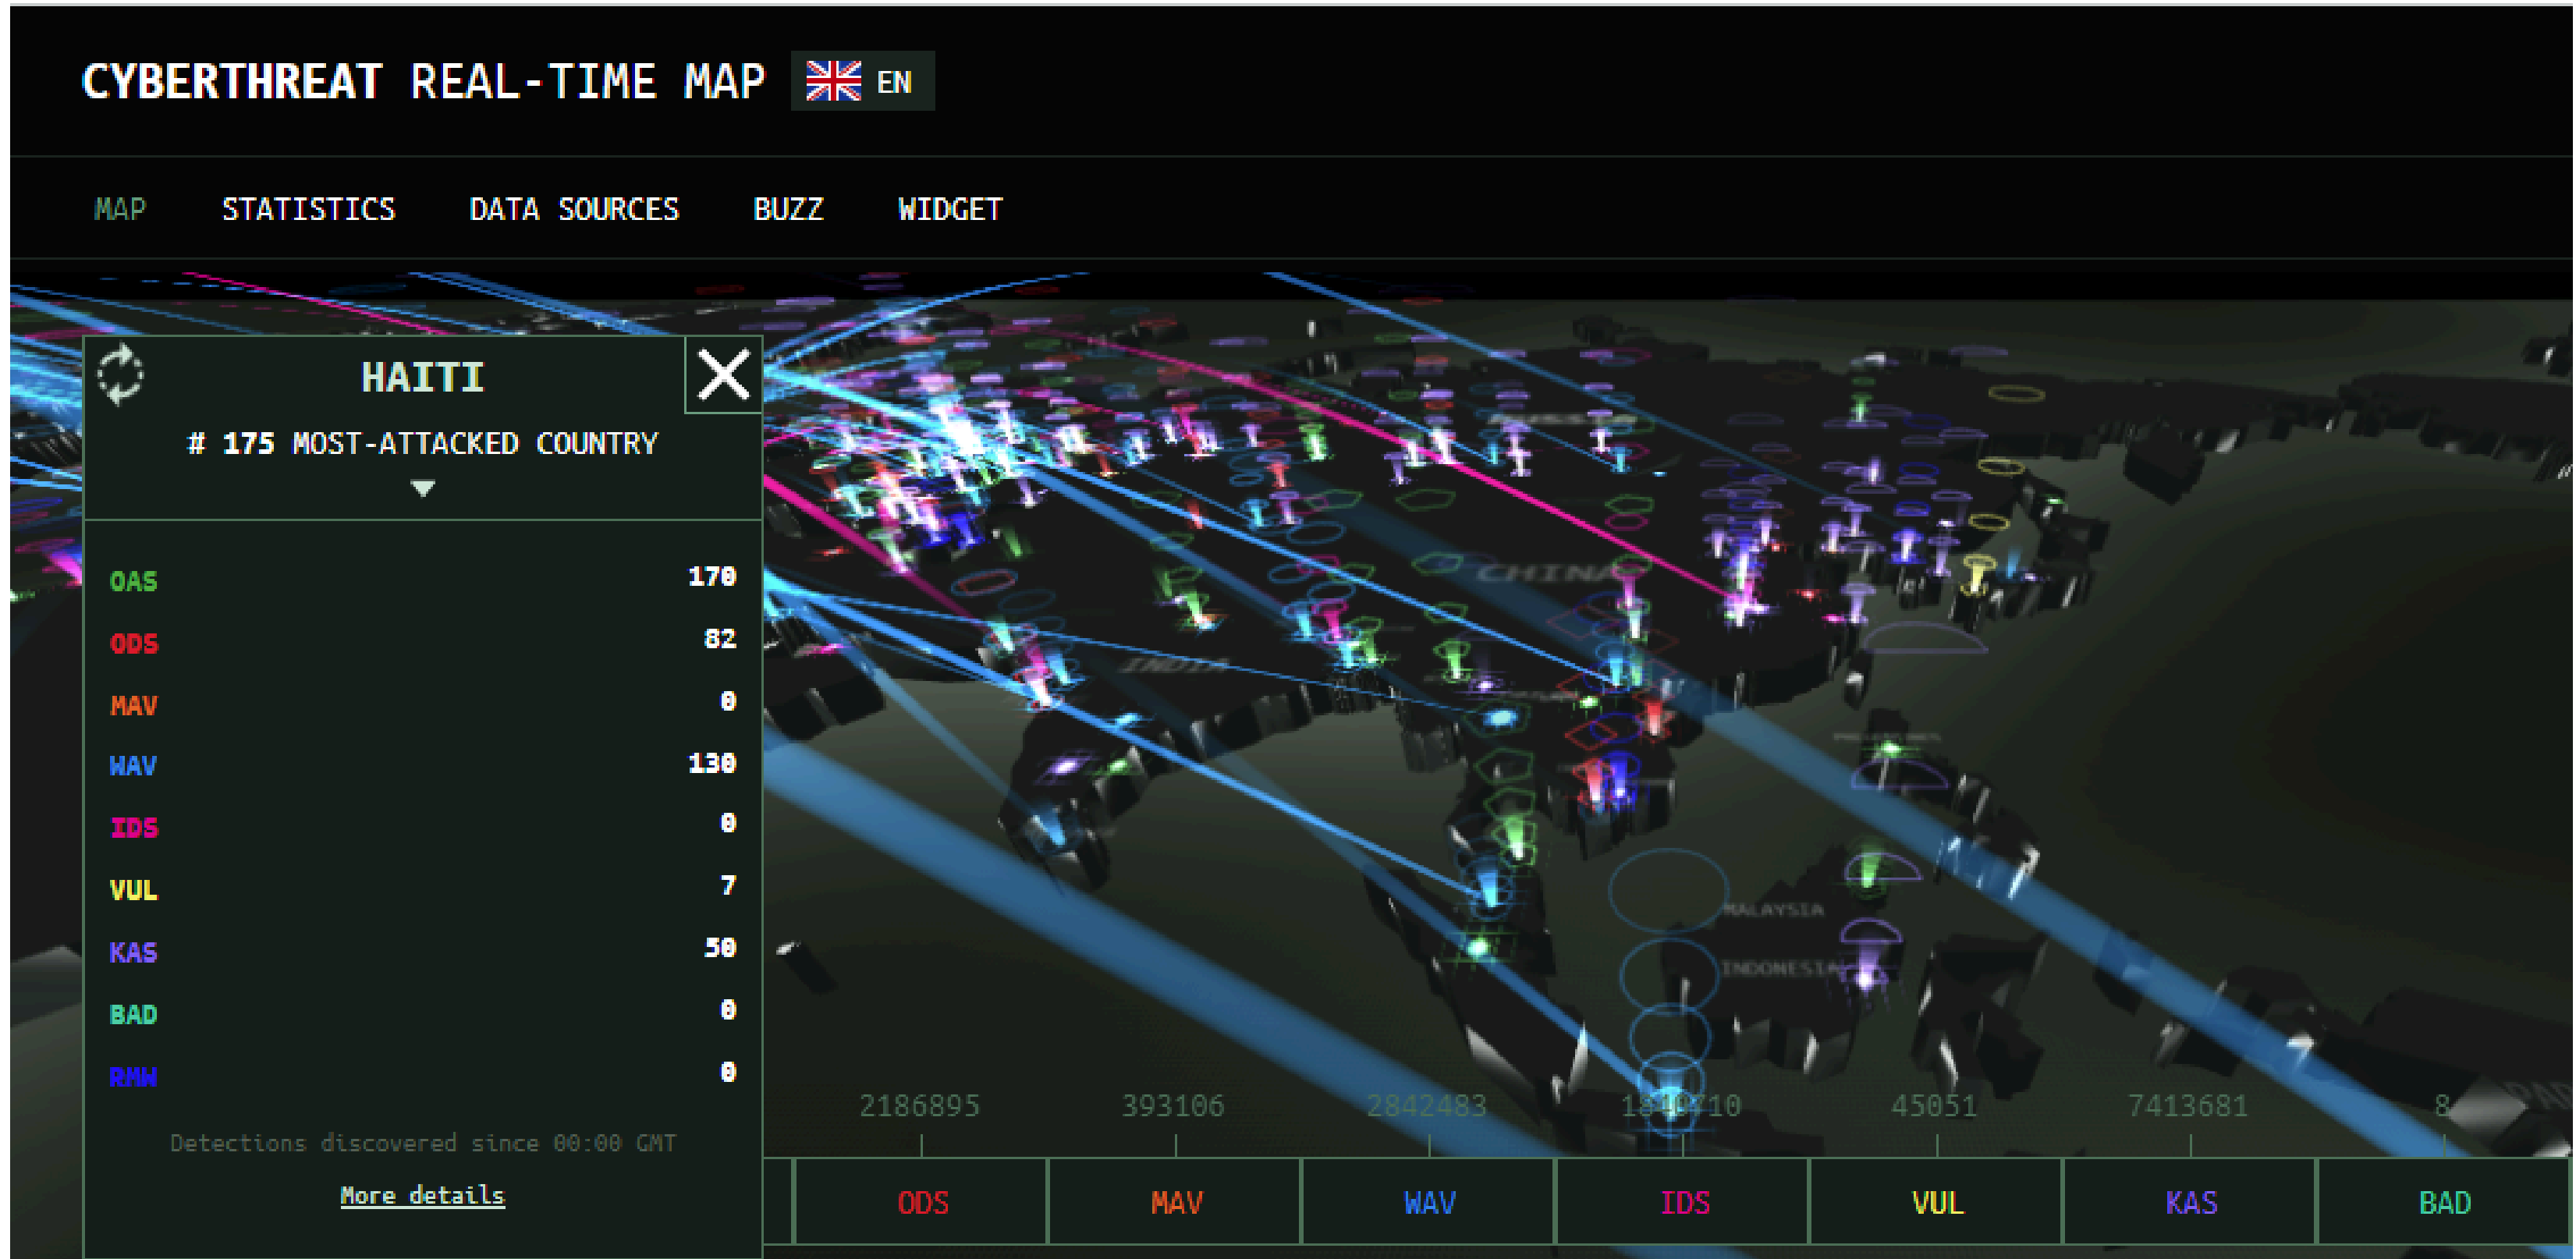 CYBERTHREAT REAL-TIME MAP EN
MAP STATISTICS DATA SOURCES BUZZ WIDGET
HAITI
# 175 MOST-ATTACKED COUNTRY
OAS 170
ODS 82
MAV 0
WAV 130
IDS 0
VUL 7
KAS 50
BAD 0
RMW 0
Detections discovered since 00:00 GMT
More details
RUSSIA
CHINA
INDIA
MALAYSIA
INDONESIA
2186895 393106 2842483 45051 7413681 8
ODS MAV WAV IDS VUL KAS BAD